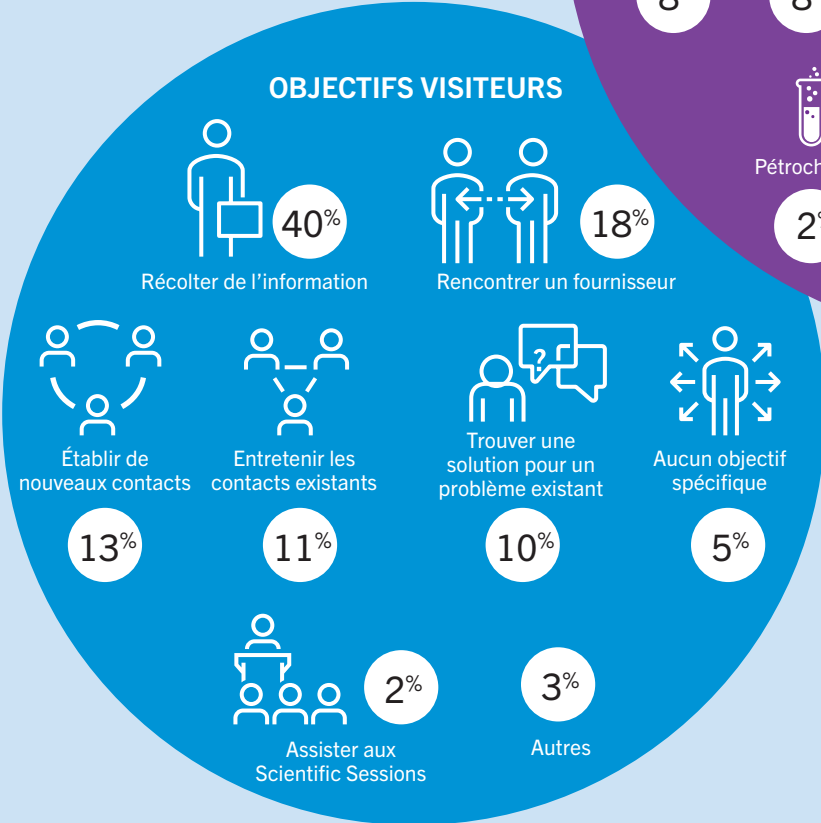 OBJECTIFS VISITEURS
40%
Récolter de l’information
18%
Rencontrer un fournisseur
Établir de
nouveaux contacts
13%
Entretenir les
contacts existants
11%
?
Trouver une
solution pour un
problème existant
10%
Aucun objectif
spécifique
5%
2%
Assister aux
Scientific Sessions
3%
Autres
8
8
Pétroch
2%